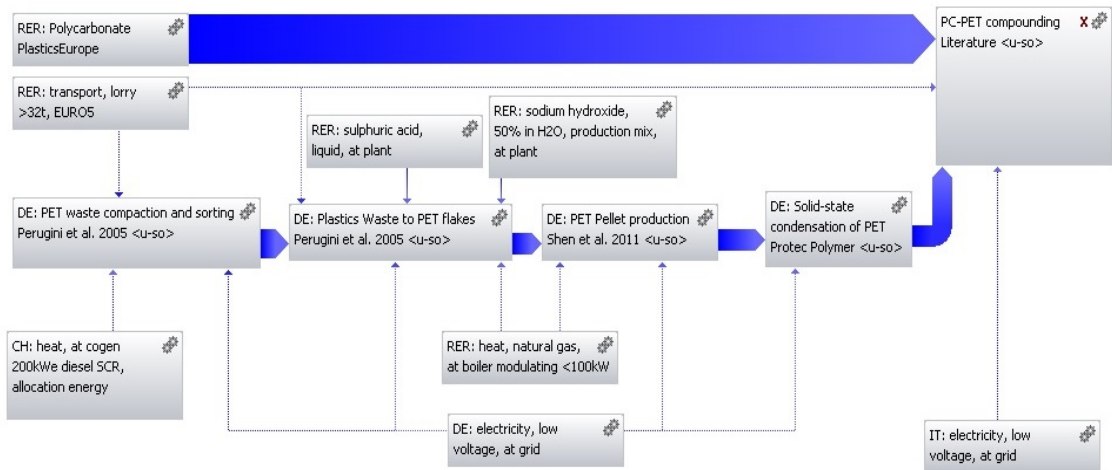 RER: Polycarbonate
PlasticsEurope
PC-PET compounding
Literature <u-so>
X
RER: transport, lorry
>32t, EURO5
RER: sulphuric acid,
liquid, at plant
RER: sodium hydroxide,
50% in H2O, production mix,
at plant
DE: PET waste compaction and sorting
Perugini et al. 2005 <u-so>
DE: Plastics Waste to PET flakes
Perugini et al. 2005 <u-so>
DE: PET Pellet production
Shen et al. 2011 <u-so>
DE: Solid-state
condensation of PET
Protec Polymer <u-so>
CH: heat, at cogen
200kWe diesel SCR,
allocation energy
RER: heat, natural gas,
at boiler modulating <100kW
DE: electricity, low
voltage, at grid
IT: electricity, low
voltage, at grid